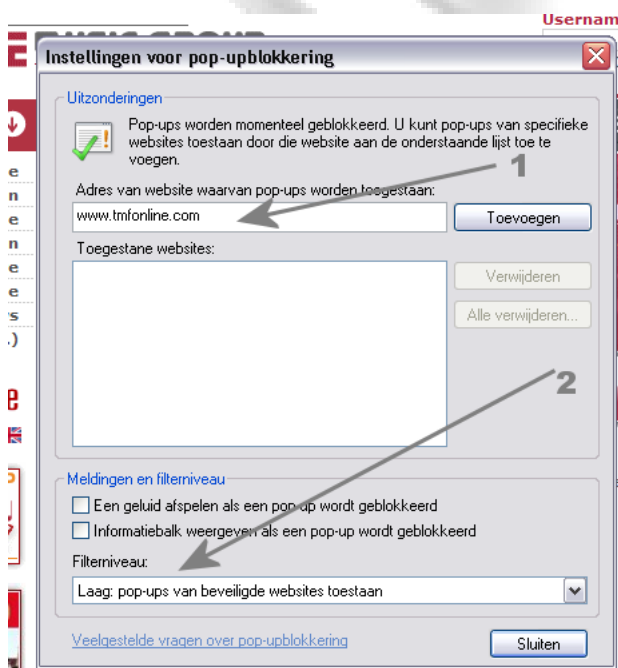 Usernam
MUSIC GROUP
Instellingen voor pop-upblokkering
Uitzonderingen
Pop-ups worden momenteel geblokkeerd. U kunt pop-ups van specifieke
websites toestaan door die website aan de onderstaande lijst toe te
voegen.
1
Adres van website waarvan pop-ups worden toegestaan:
www.tmfonline.com
Toevoegen
Toegestane websites:
Verwijderen
Alle verwijderen...
2
Meldingen en filterniveau
Een geluid afspelen als een pop-up wordt geblokkeerd
Informatiebalk weergeven als een pop-up wordt geblokkeerd
Filterniveau:
Laag: pop-ups van beveiligde websites toestaan
Veelgestelde vragen over pop-upblokkering
Sluiten